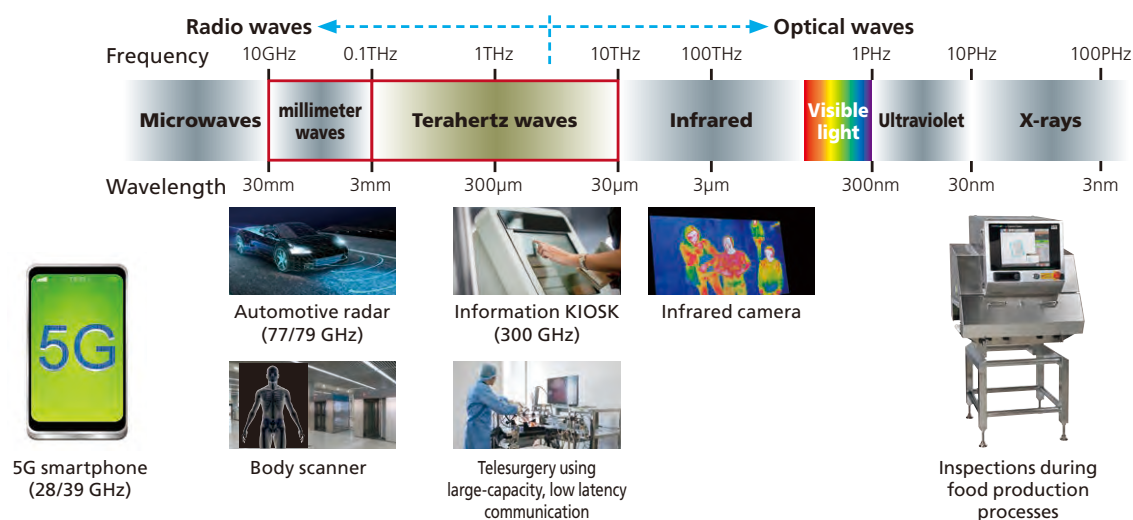 Radio waves Optical waves
Frequency 10GHz 0.1THz 1THz 10THz 100THz 1PHz 10PHz 100PHz
Microwaves millimeter waves Terahertz waves Infrared Visible light Ultraviolet X-rays
Wavelength 30mm 3mm 300μm 30μm 3μm 300nm 30nm 3nm
5G
5G smartphone
(28/39 GHz)
Automotive radar
(77/79 GHz)
Body scanner
Information KIOSK
(300 GHz)
Telesurgery using
large-capacity, low latency
communication
Infrared camera
Inspections during
food production
processes